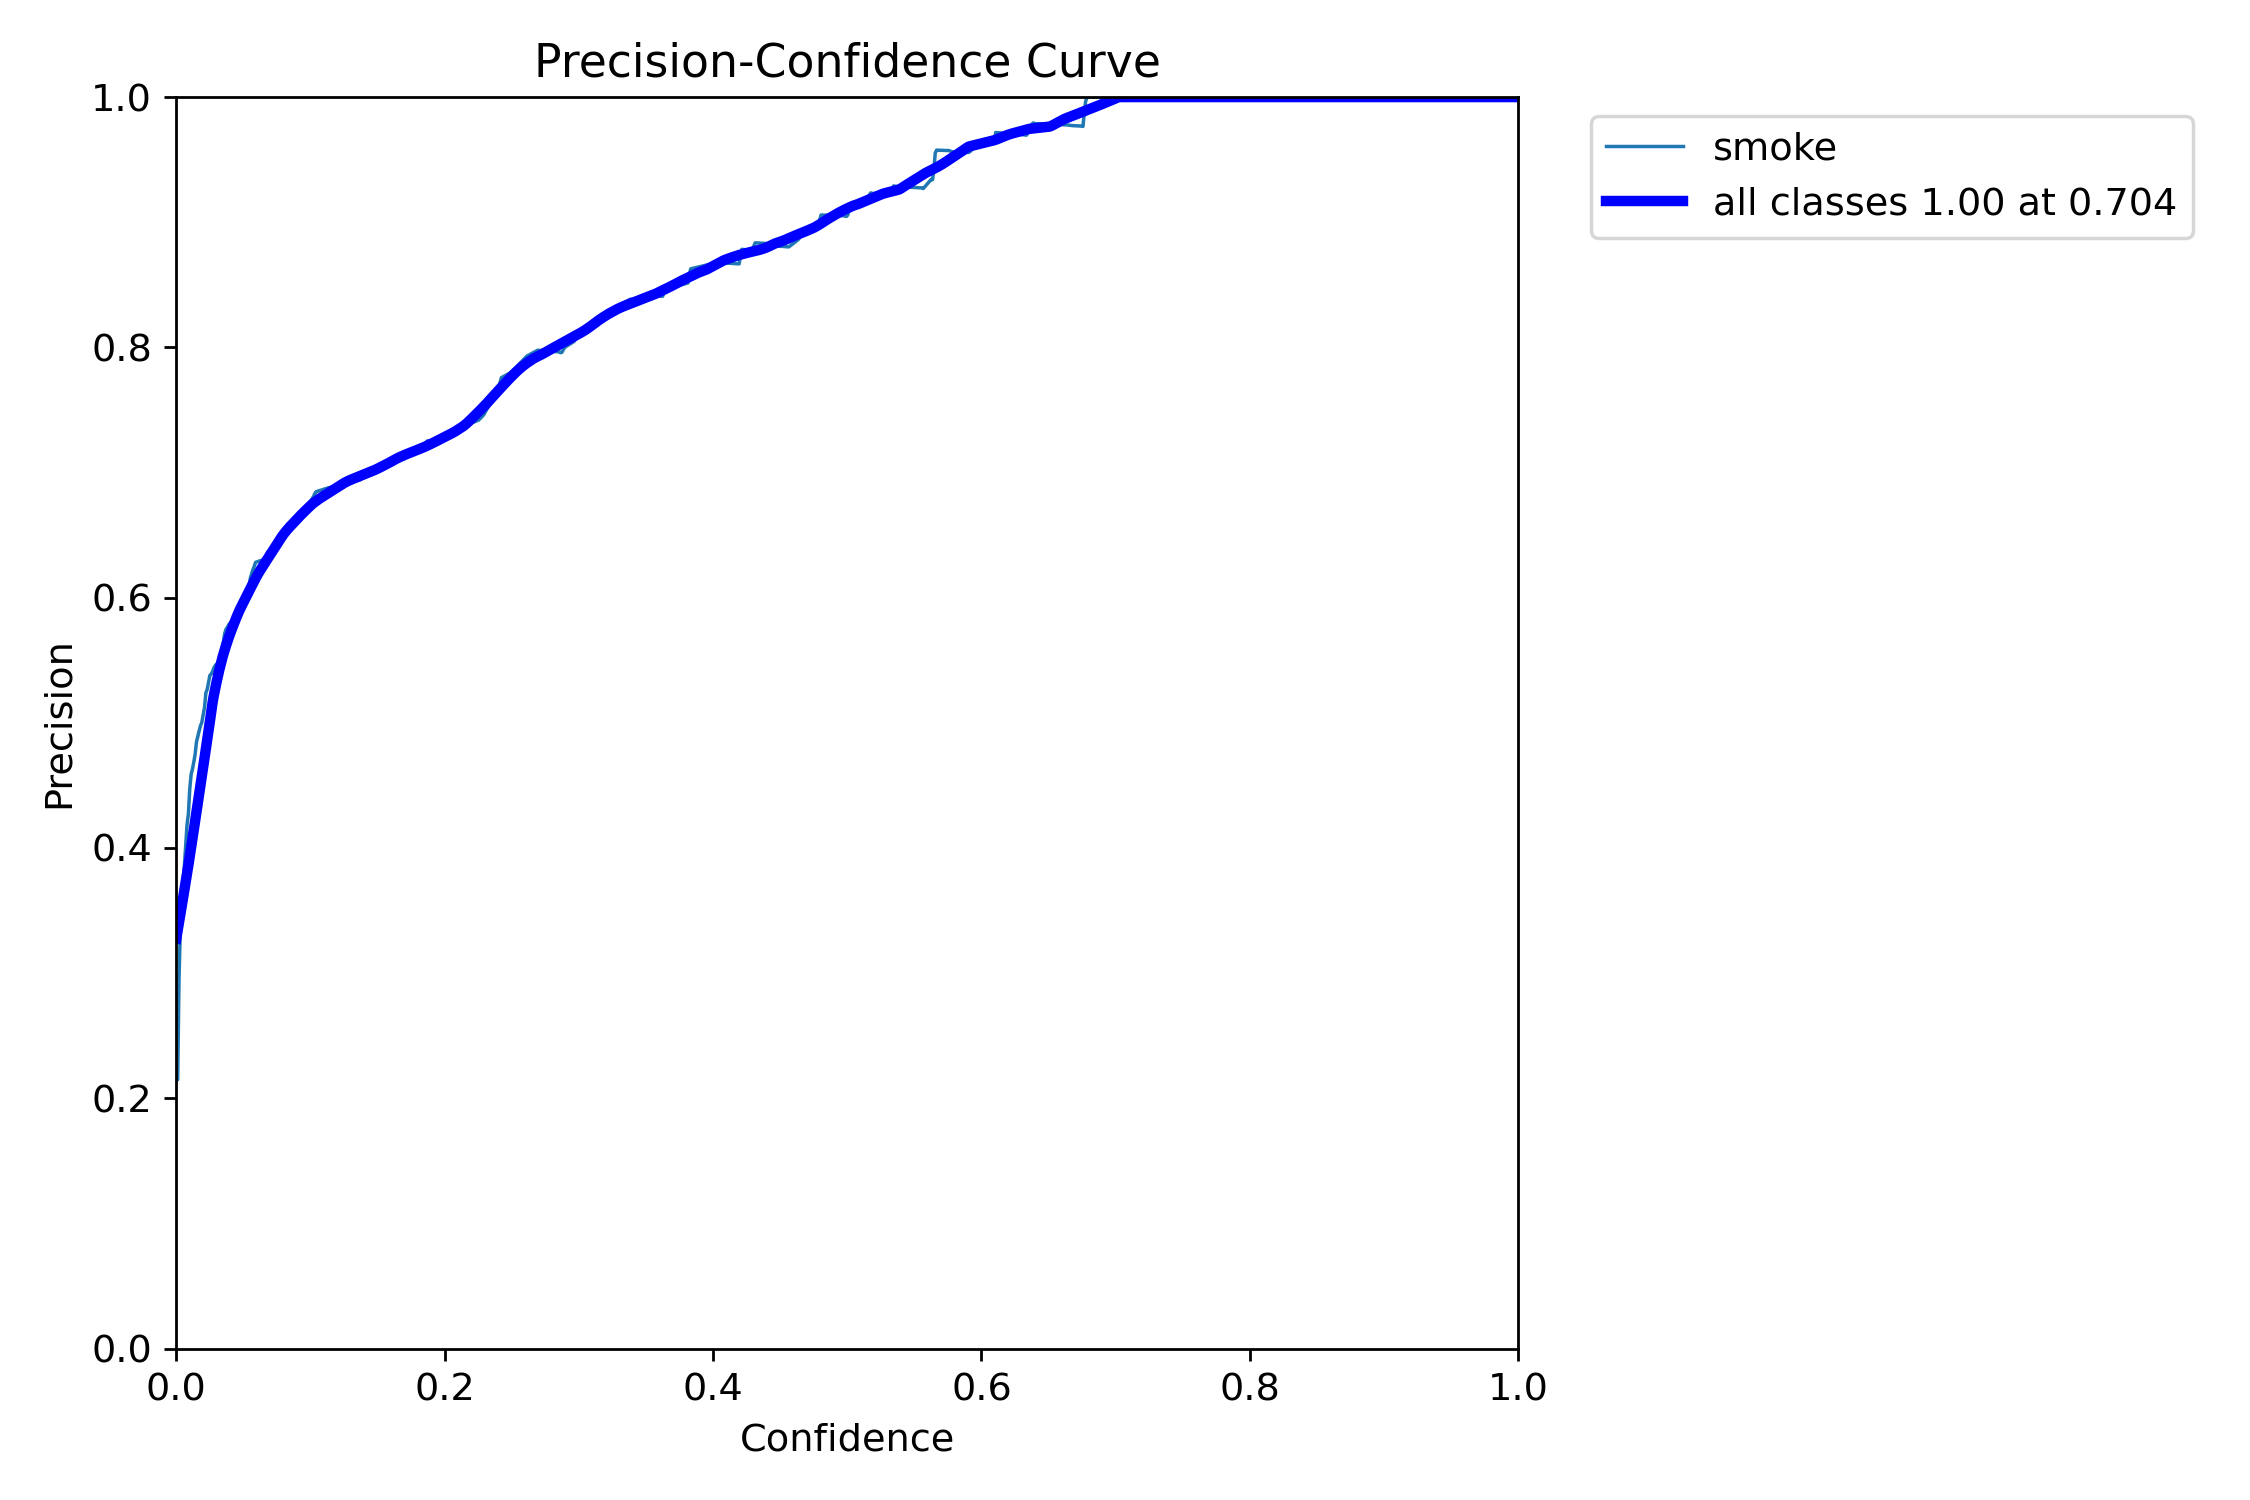 Precision-Confidence Curve
1.0
0.8
0.6
0.4
0.2
0.0
Precision
0.0 0.2 0.4 0.6 0.8 1.0
Confidence
smoke
all classes 1.00 at 0.704